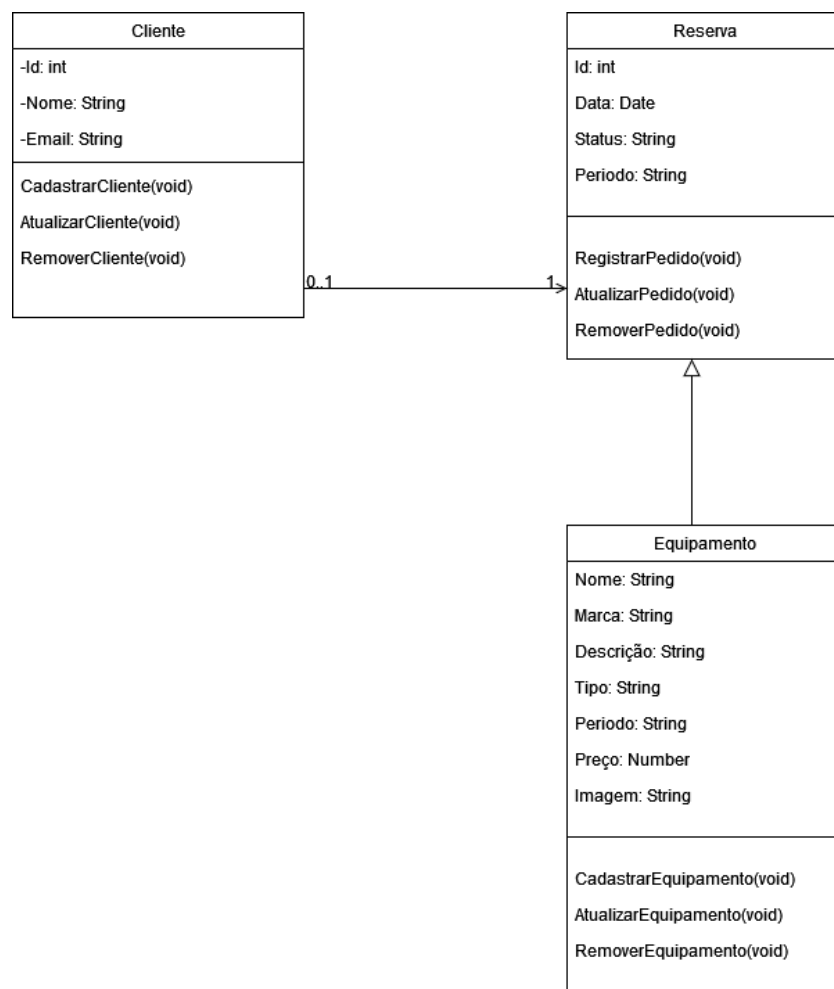 Cliente
-Id: int
-Nome: String
-Email: String
CadastrarCliente(void)
AtualizarCliente(void)
RemoverCliente(void)
0..1
1
Reserva
Id: int
Data: Date
Status: String
Periodo: String
RegistrarPedido(void)
AtualizarPedido(void)
RemoverPedido(void)
Equipamento
Nome: String
Marca: String
Descrição: String
Tipo: String
Periodo: String
Preço: Number
Imagem: String
CadastrarEquipamento(void)
AtualizarEquipamento(void)
RemoverEquipamento(void)